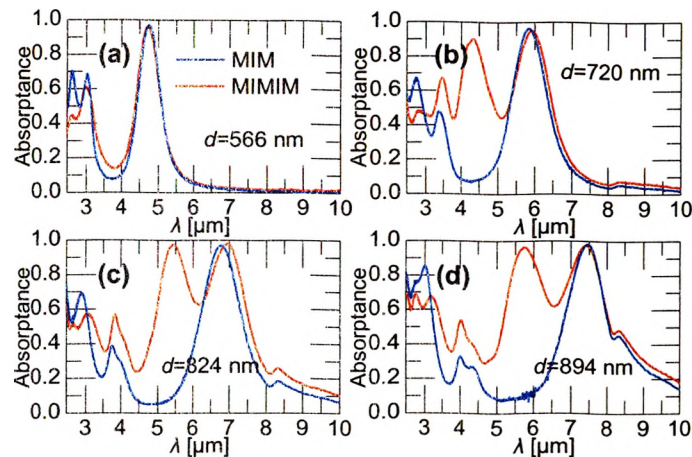 (a)
MIM
MIMIM
d=566 nm
Absorptance
1.0
0.8
0.6
0.4
0.2
0.0
3 4 5 6 7 8 9 10
λ [μm]
(b)
d=720 nm
Absorptance
1.0
0.8
0.6
0.4
0.2
0.0
3 4 5 6 7 8 9 10
λ [μm]
(c)
d=824 nm
Absorptance
1.0
0.8
0.6
0.4
0.2
0.0
3 4 5 6 7 8 9 10
λ [μm]
(d)
d=894 nm
Absorptance
1.0
0.8
0.6
0.4
0.2
0.0
3 4 5 6 7 8 9 10
λ [μm]